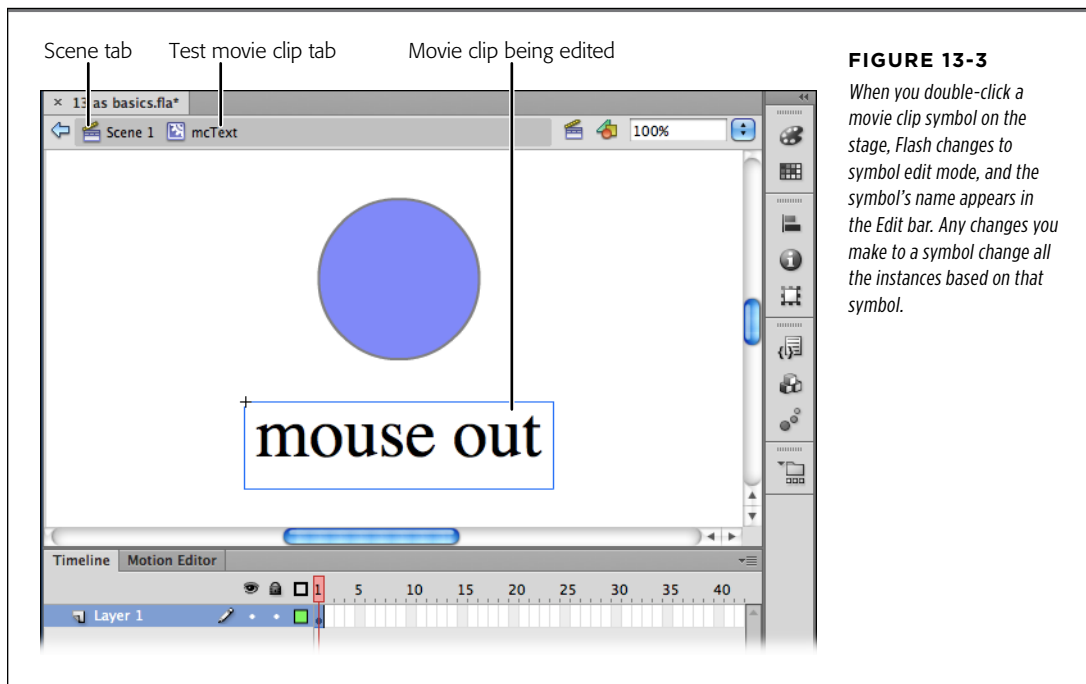 Scene tab Test movie clip tab Movie clip being edited
× 13 as basics.fla*
Scene 1 mcText 100%
mouse out
Timeline Motion Editor
1 5 10 15 20 25 30 35 40
Layer 1
FIGURE 13-3
When you double-click a
movie clip symbol on the
stage, Flash changes to
symbol edit mode, and the
symbol's name appears in
the Edit bar. Any changes you
make to a symbol change all
the instances based on that
symbol.